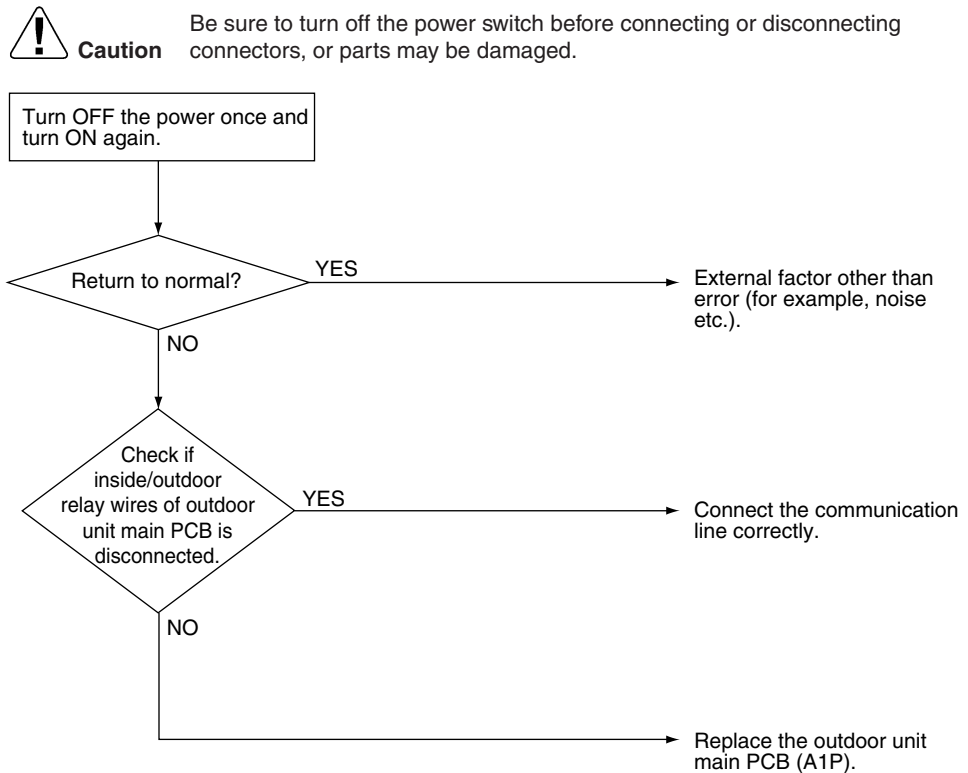 Be sure to turn off the power switch before connecting or disconnecting
Caution connectors, or parts may be damaged.
Turn OFF the power once and
turn ON again.
Return to normal?
YES
External factor other than
error (for example, noise
etc.).
NO
Check if
inside/outdoor
relay wires of outdoor
unit main PCB is
disconnected.
YES
Connect the communication
line correctly.
NO
Replace the outdoor unit
main PCB (A1P).